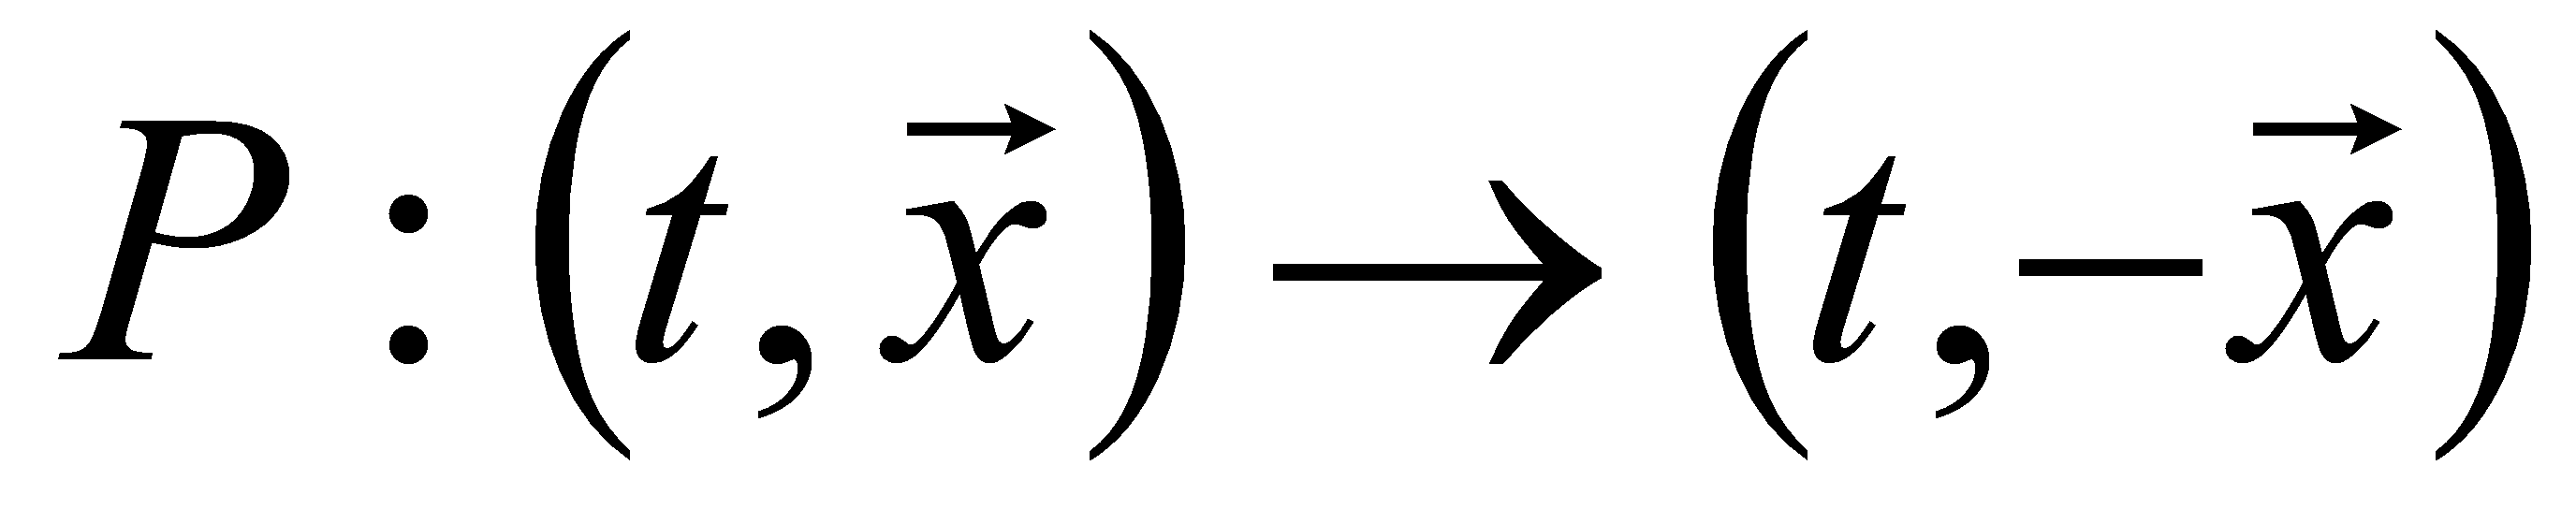 P : (t, x⃗) → (t, −x⃗)